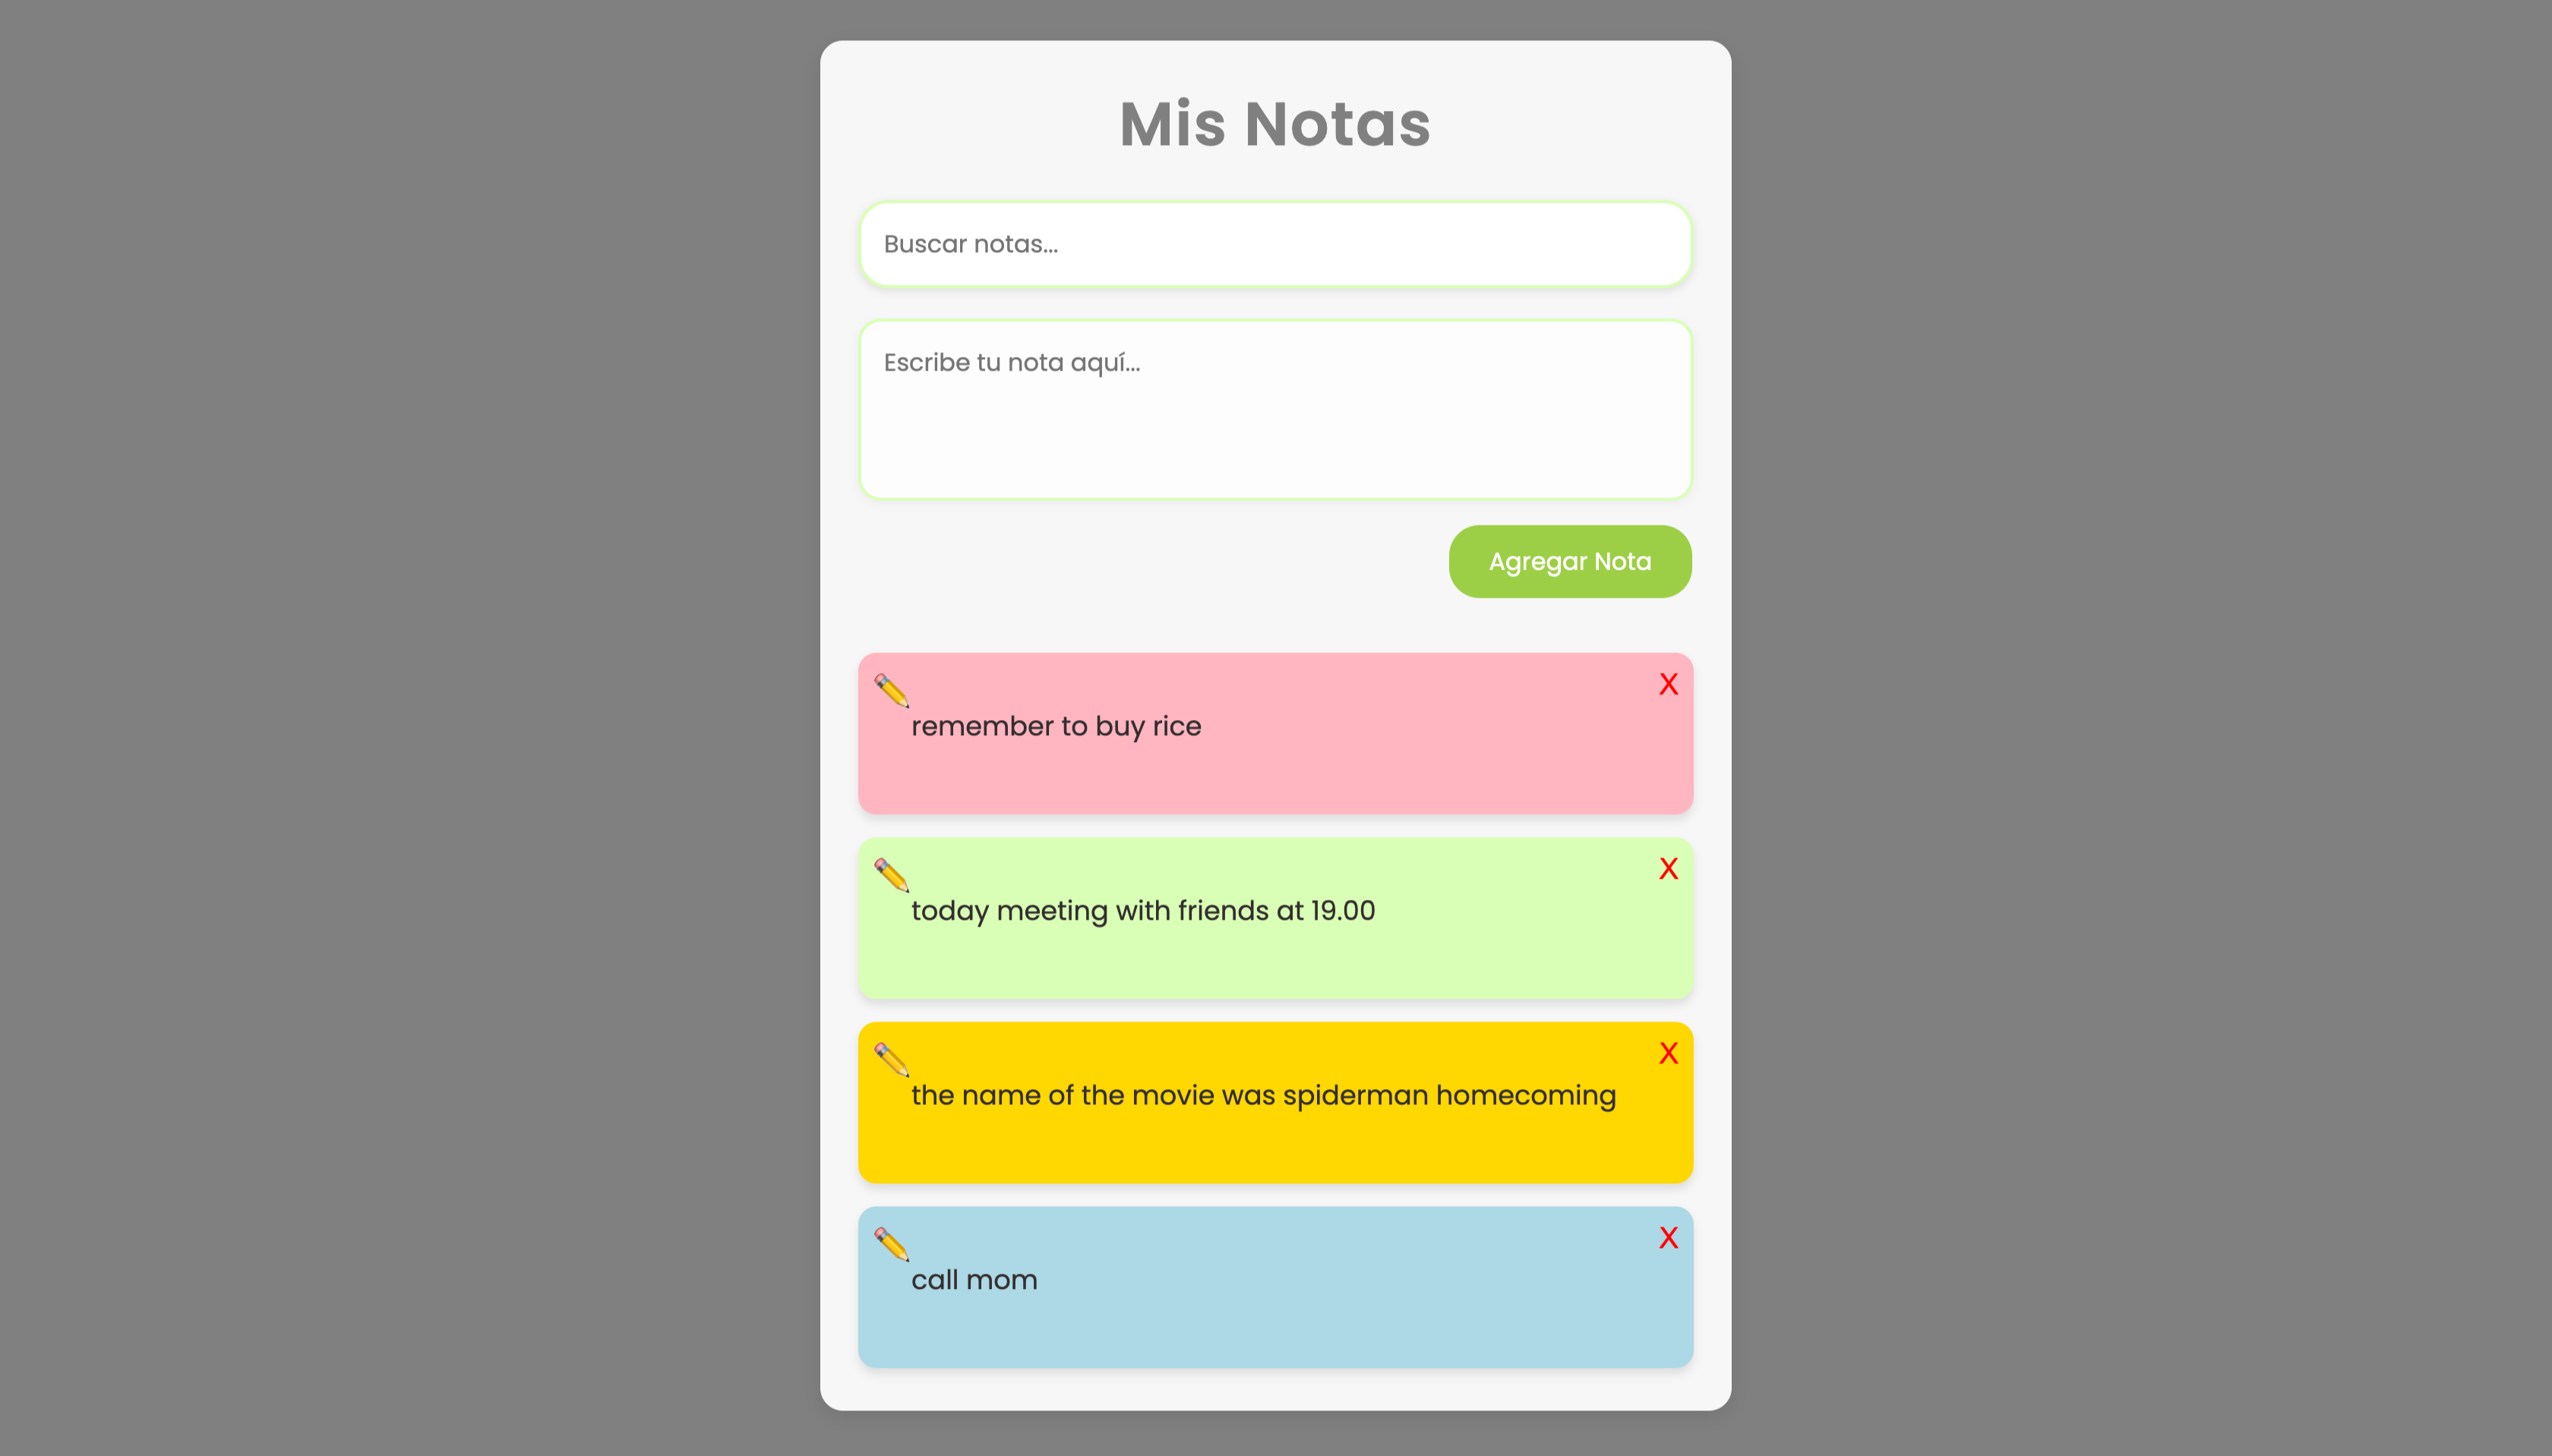 Mis Notas
Buscar notas...
Escribe tu nota aquí...
Agregar Nota
X
remember to buy rice
X
today meeting with friends at 19.00
X
the name of the movie was spiderman homecoming
X
call mom